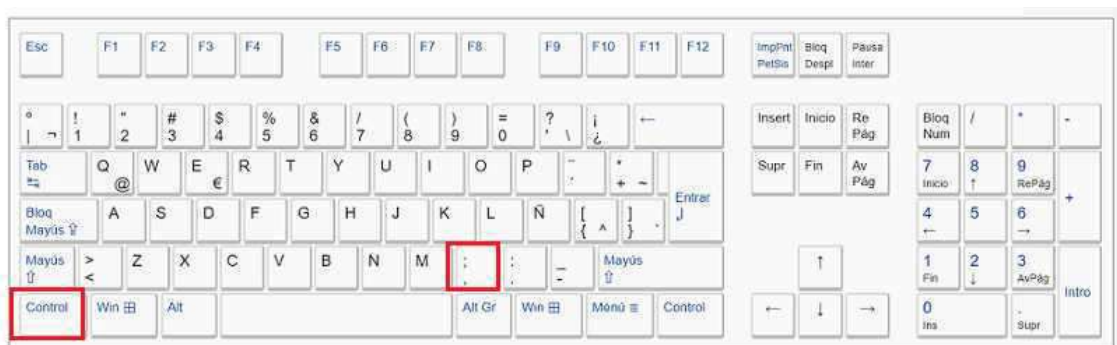 Esc F1 F2 F3 F4 F5 F6 F7 F8 F9 F10 F11 F12 ImpPnt Bloq Pausa
PetSis Despl Inter
° ! " # $ % & / ( ) = ? ¡ ← Insert Inicio Re Bloq / * -
| ¬ 1 2 3 4 5 6 7 8 9 0 ' \ ¿ Pág Num
Tab Q W E R T Y U I O P ¨ * Supr Fin Av 7 8 9 +
@ € ´ + ~ Entrar Pág Inicio ↑ RePág
Bloq A S D F G H J K L Ñ [ ] 4 5 6
Mayús ⇧ { ^ } ` ← →
Mayús > Z X C V B N M ; : _ Mayús ↑ 1 2 3 Intro
⇧ < , . - ⇧ Fin ↓ AvPág
Control Win ⊞ Alt Alt Gr Win ⊞ Menú ≡ Control ← ↓ → 0 .
Ins Supr